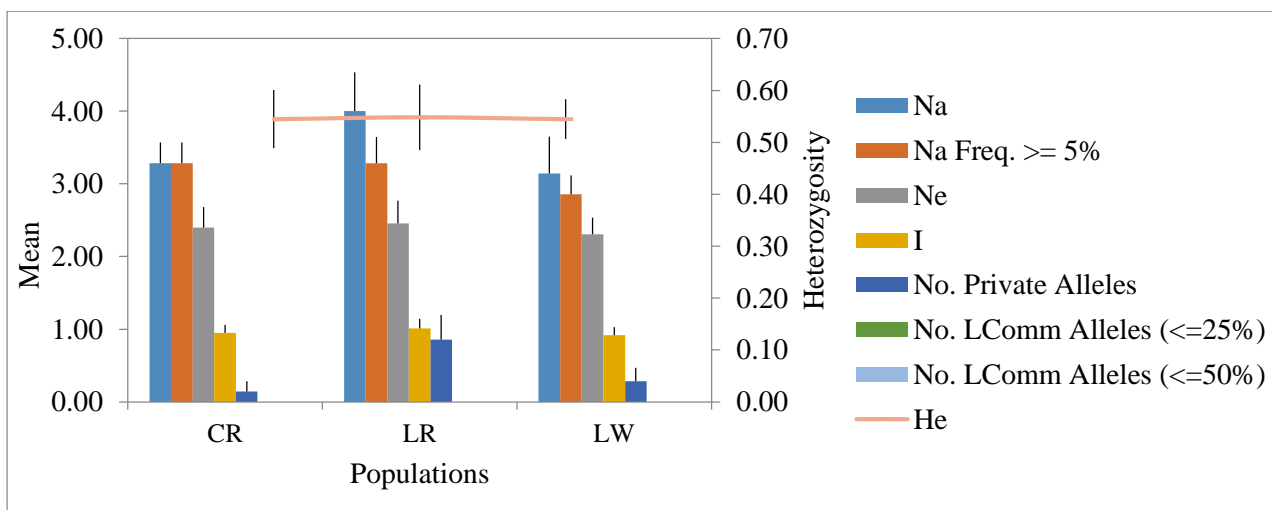 5.00
4.00
3.00
2.00
1.00
0.00
Mean
0.70
0.60
0.50
0.40
0.30
0.20
0.10
0.00
Heterozygosity
CR LR LW
Populations
Na
Na Freq. >= 5%
Ne
I
No. Private Alleles
No. LComm Alleles (<=25%)
No. LComm Alleles (<=50%)
He